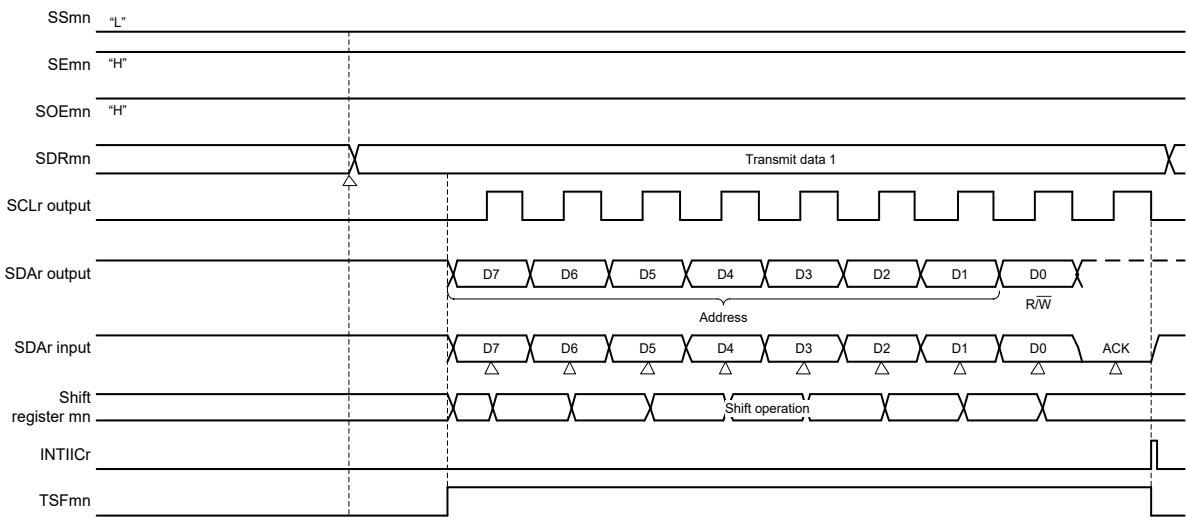 SSmn “L”
SEmn “H”
SOEmn “H”
SDRmn Transmit data 1
SCLr output
SDAr output D7 D6 D5 D4 D3 D2 D1 D0
Address R/W̅
SDAr input D7 D6 D5 D4 D3 D2 D1 D0 ACK
Shift
register mn Shift operation
INTIICr
TSFmn